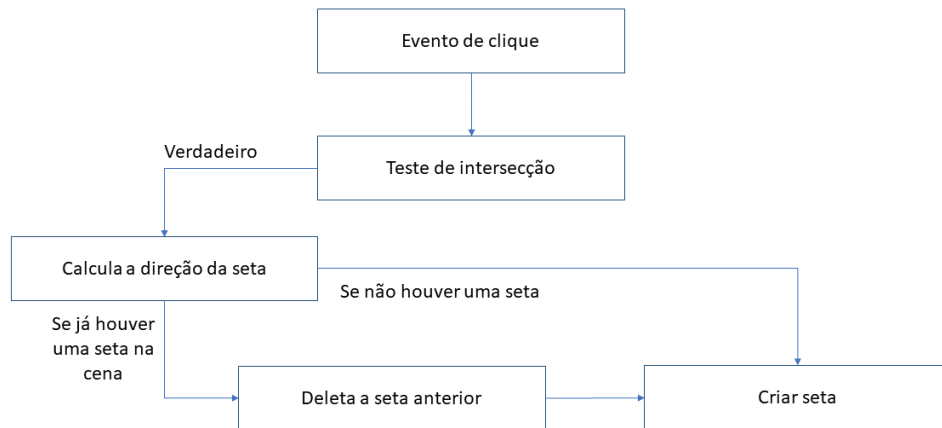 Evento de clique
Verdadeiro
Teste de intersecção
Calcula a direção da seta
Se não houver uma seta
Se já houver
uma seta na
cena
Deleta a seta anterior
Criar seta